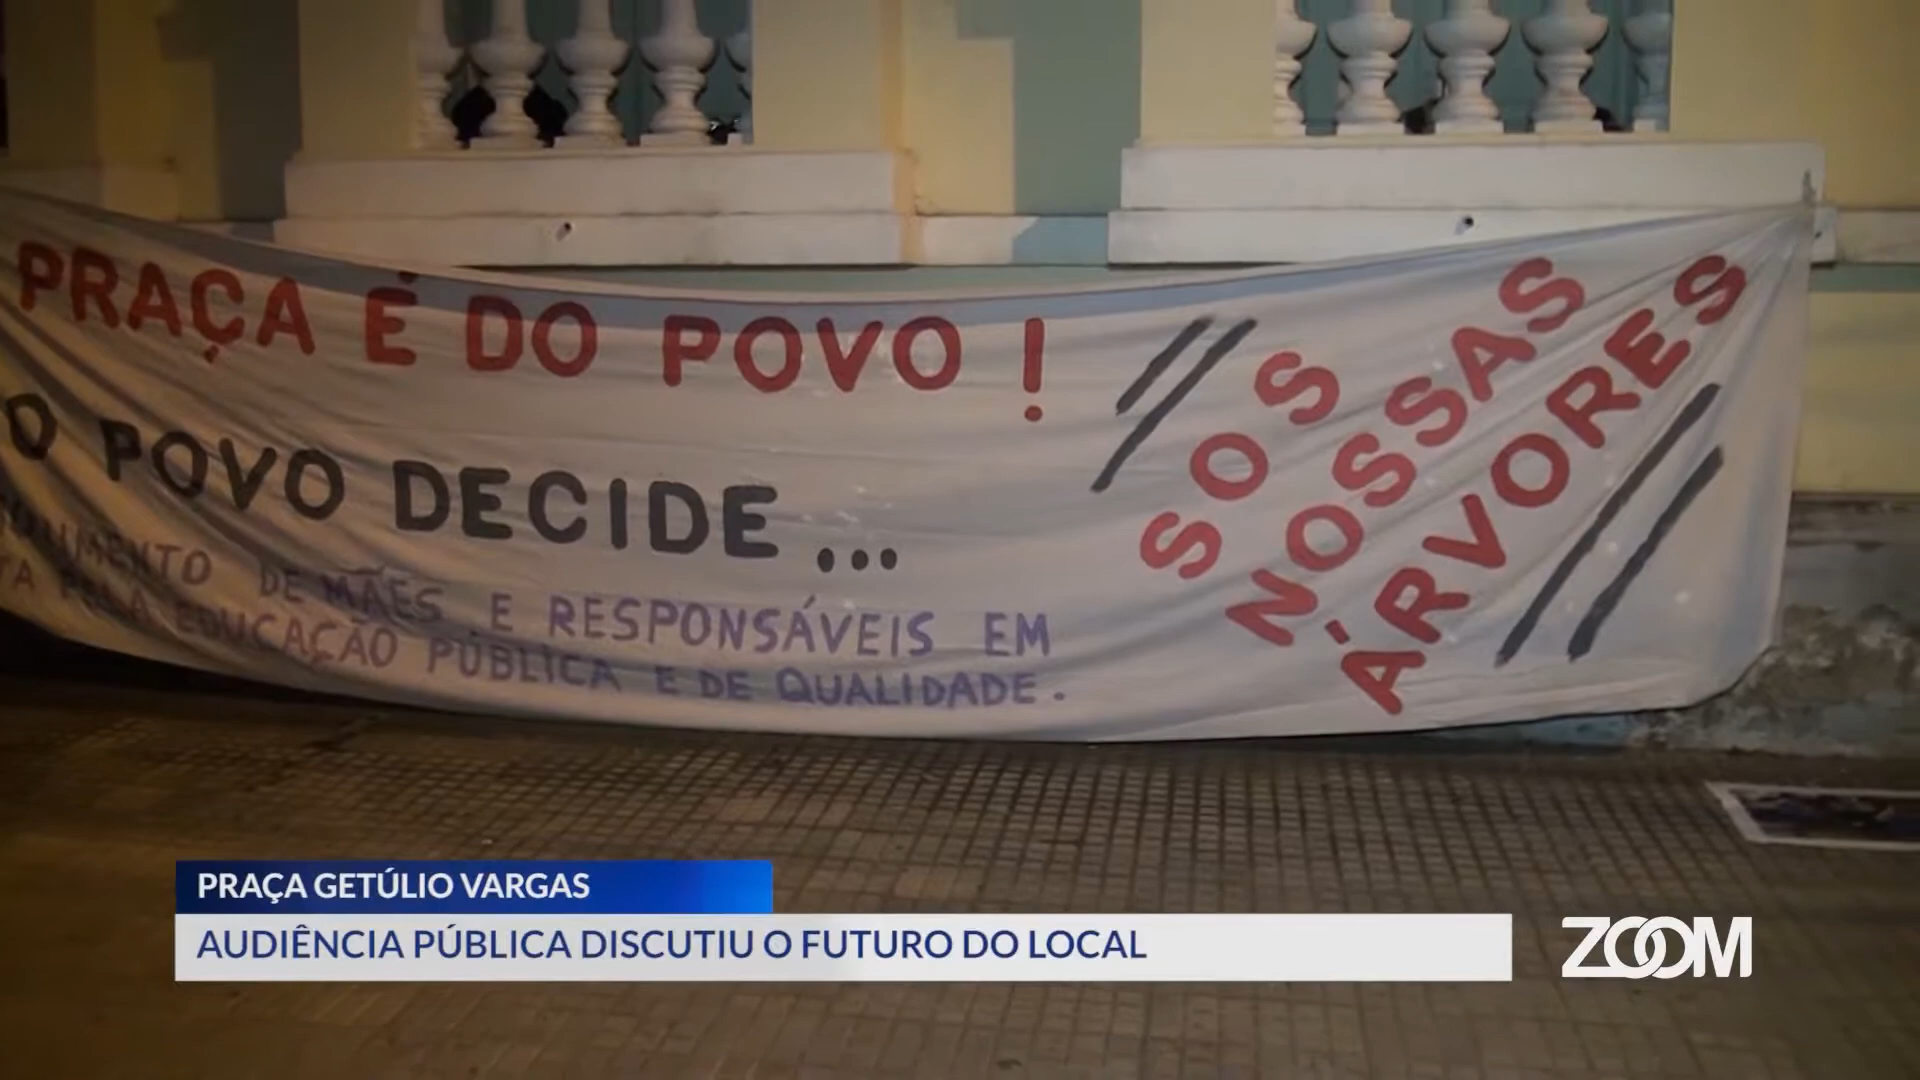 PRAÇA É DO POVO !
O POVO DECIDE...
DE MÃES E RESPONSÁVEIS EM
PELA EDUCAÇÃO PÚBLICA E DE QUALIDADE.
SOS
NOSSAS
ÁRVORES
PRAÇA GETÚLIO VARGAS
AUDIÊNCIA PÚBLICA DISCUTIU O FUTURO DO LOCAL
ZOOM